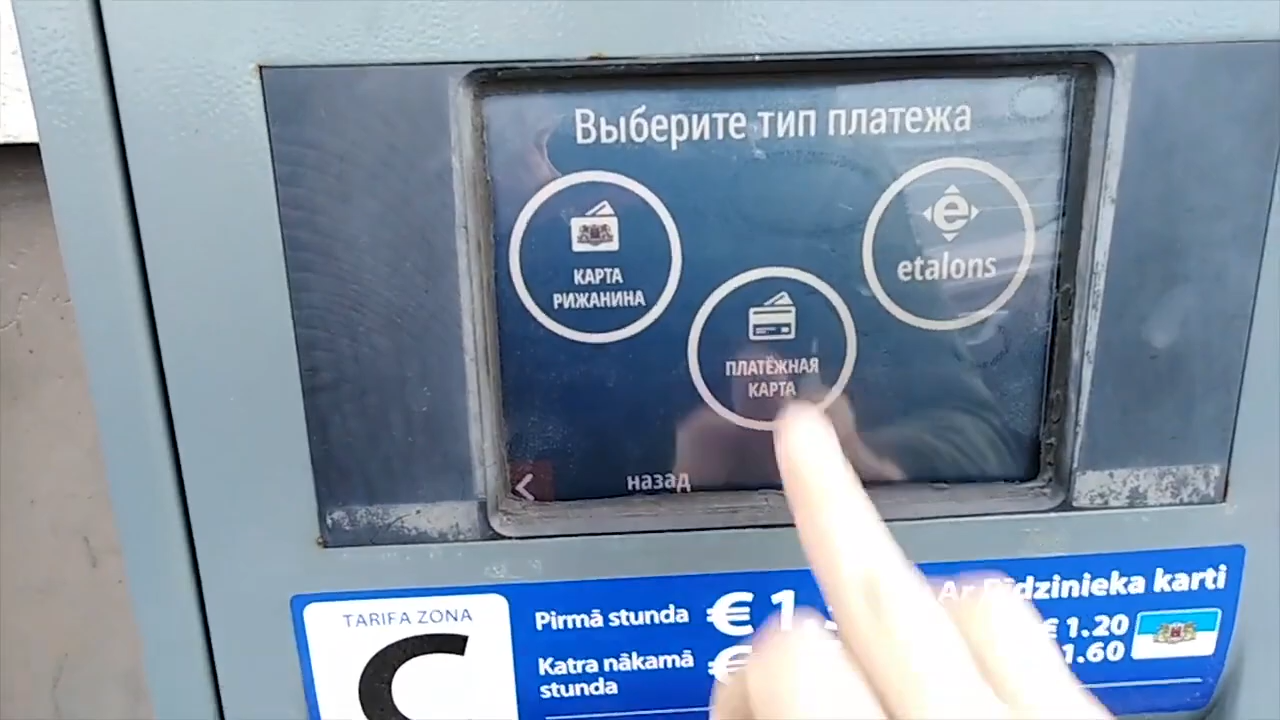 Выберите тип платежа
КАРТА
РИЖАНИНА
e
etalons
ПЛАТЁЖНАЯ
КАРТА
<
назад
TARIFA ZONA
C
Pirmā stunda € 1.
Katra nākamā €
stunda
Ar Rīdzinieka karti
€ 1.20
1.60